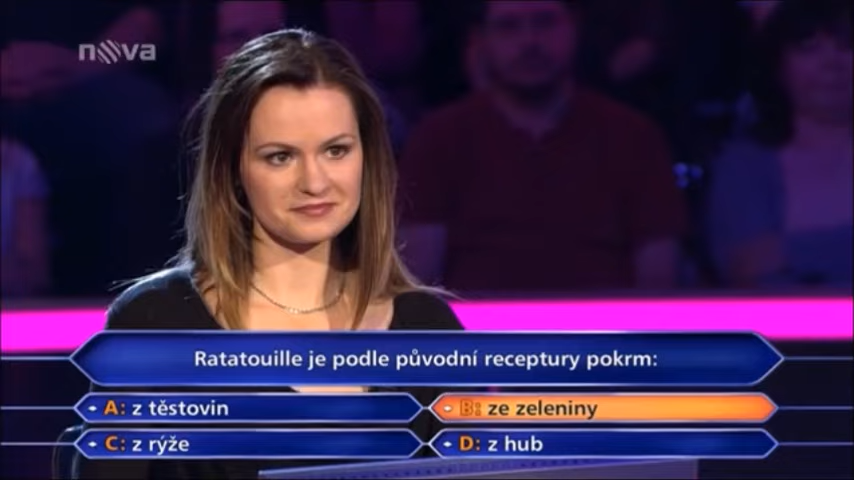 nova
Ratatouille je podle původní receptury pokrm:
A: z těstovin
B: ze zeleniny
C: z rýže
D: z hub